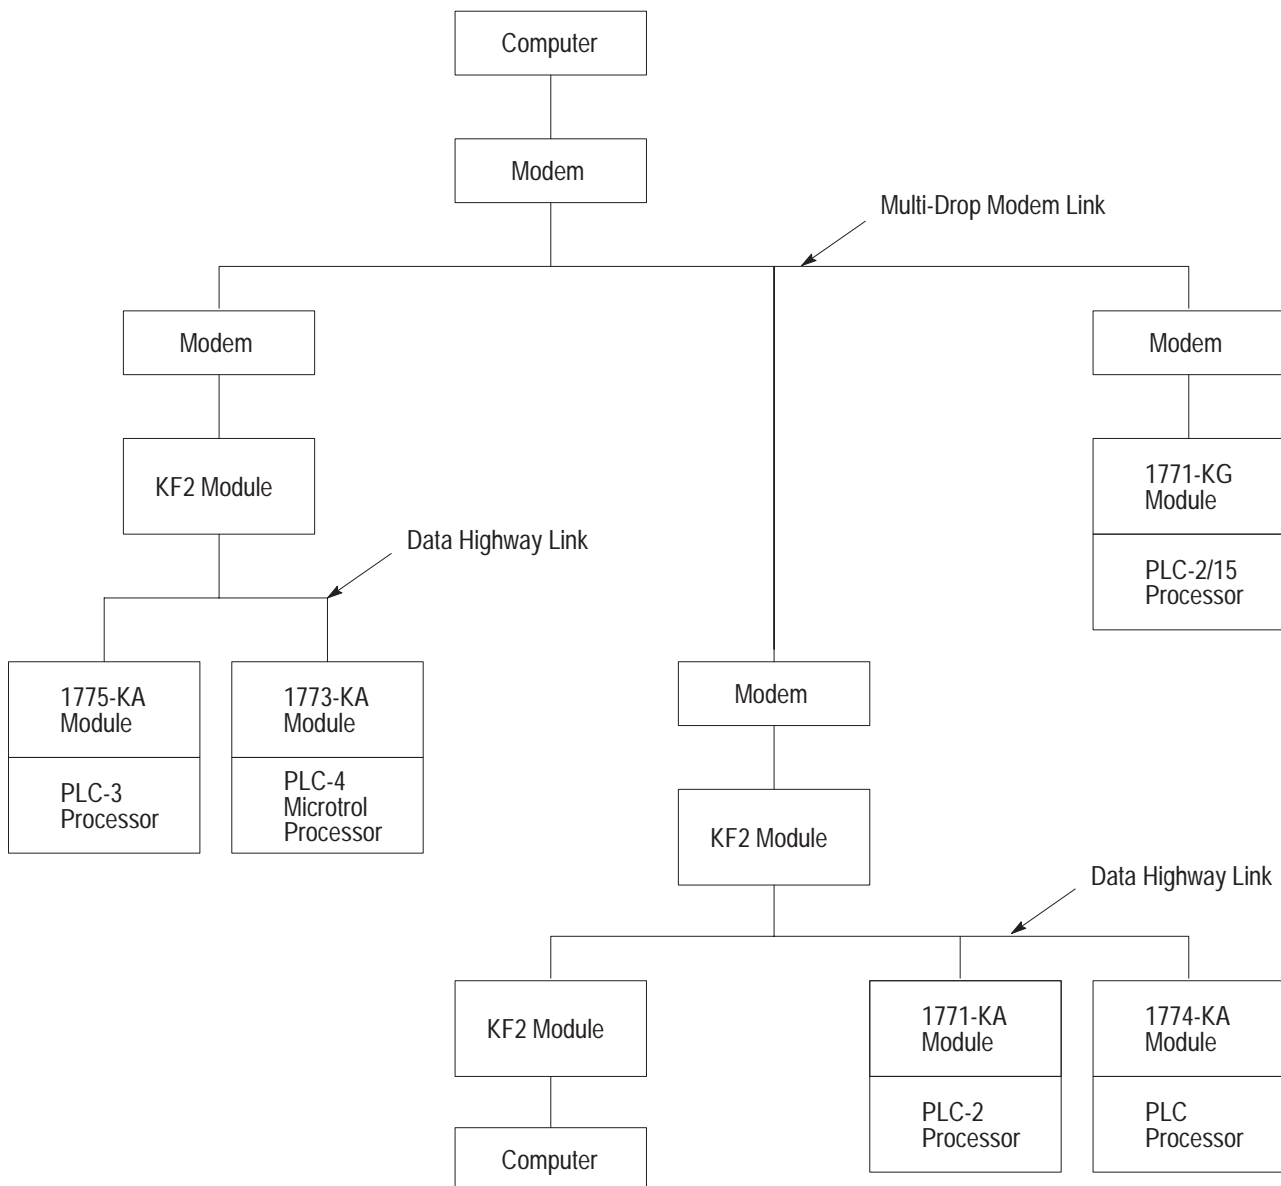 Computer
Modem
Multi-Drop Modem Link
Modem
Modem
KF2 Module
1771-KG
Module
Data Highway Link
PLC-2/15
Processor
1775-KA
Module
1773-KA
Module
Modem
PLC-3
Processor
PLC-4
Microtrol
Processor
KF2 Module
Data Highway Link
KF2 Module
1771-KA
Module
1774-KA
Module
PLC-2
Processor
PLC
Processor
Computer